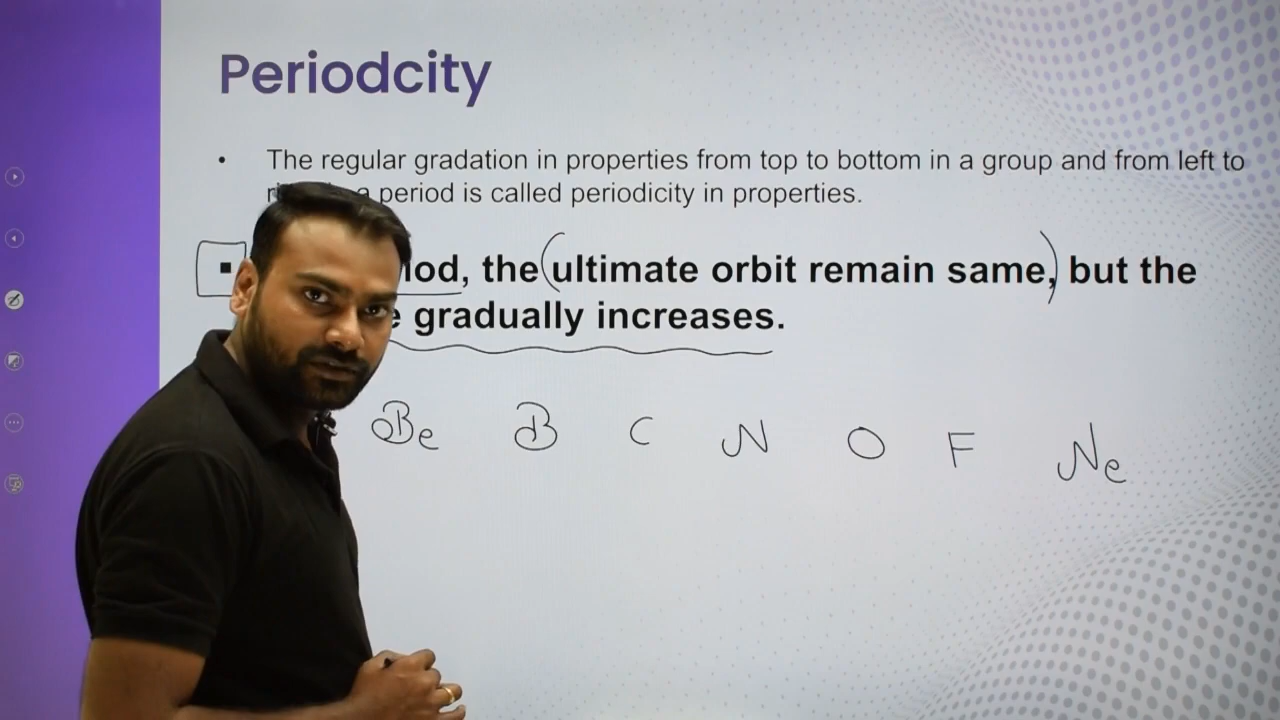 Periodcity
• The regular gradation in properties from top to bottom in a group and from left to
period is called periodicity in properties.
▪ the ultimate orbit remain same, but the
gradually increases.
Be B C N O F Ne